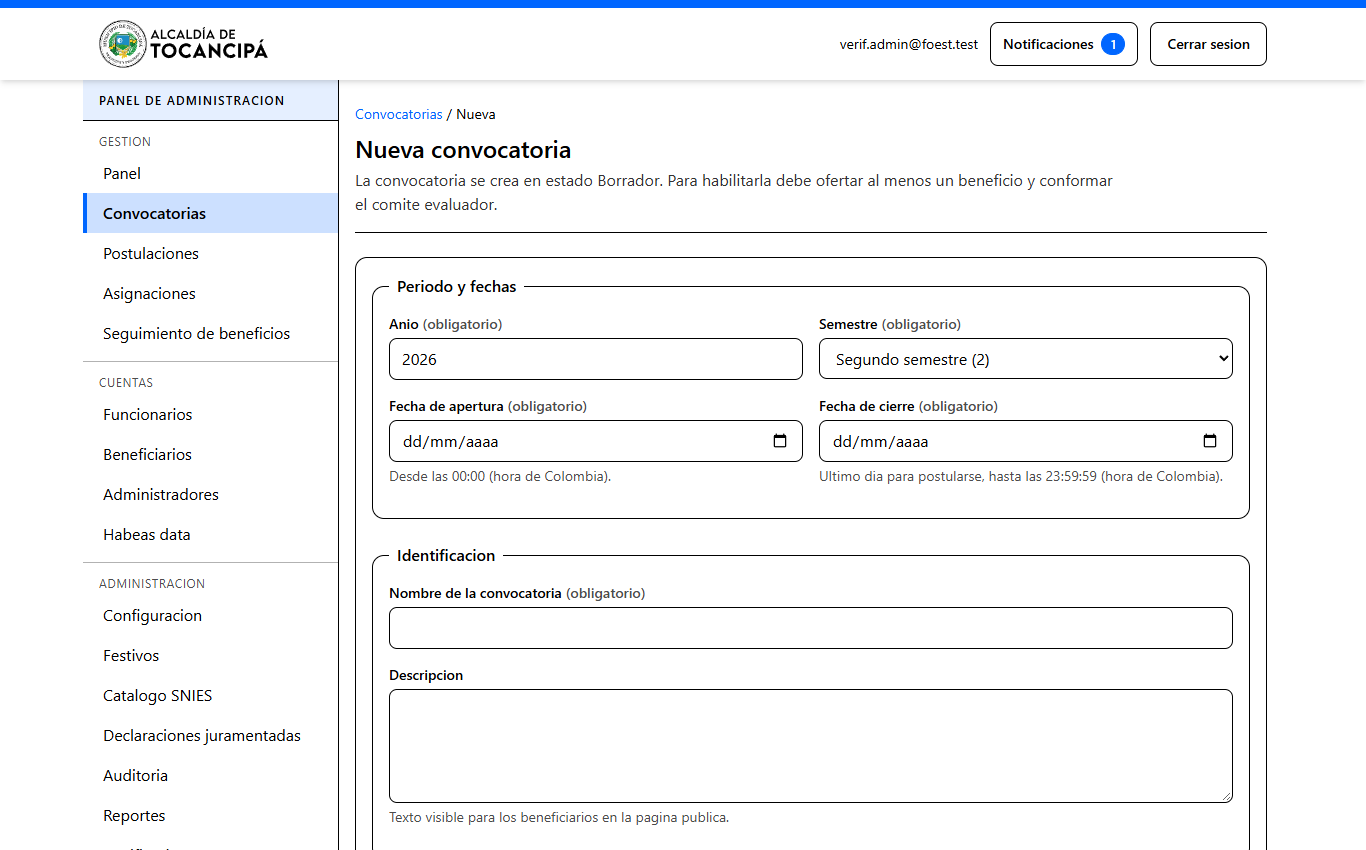 ALCALDÍA DE
TOCANCIPÁ
verif.admin@foest.test
Notificaciones 1
Cerrar sesion
PANEL DE ADMINISTRACION
GESTION
Panel
Convocatorias
Postulaciones
Asignaciones
Seguimiento de beneficios
CUENTAS
Funcionarios
Beneficiarios
Administradores
Habeas data
ADMINISTRACION
Configuracion
Festivos
Catalogo SNIES
Declaraciones juramentadas
Auditoria
Reportes
Convocatorias / Nueva
Nueva convocatoria
La convocatoria se crea en estado Borrador. Para habilitarla debe ofertar al menos un beneficio y conformar
el comite evaluador.
Periodo y fechas
Anio (obligatorio)
2026
Semestre (obligatorio)
Segundo semestre (2)
Fecha de apertura (obligatorio)
dd/mm/aaaa
Desde las 00:00 (hora de Colombia).
Fecha de cierre (obligatorio)
dd/mm/aaaa
Ultimo dia para postularse, hasta las 23:59:59 (hora de Colombia).
Identificacion
Nombre de la convocatoria (obligatorio)
Descripcion
Texto visible para los beneficiarios en la pagina publica.